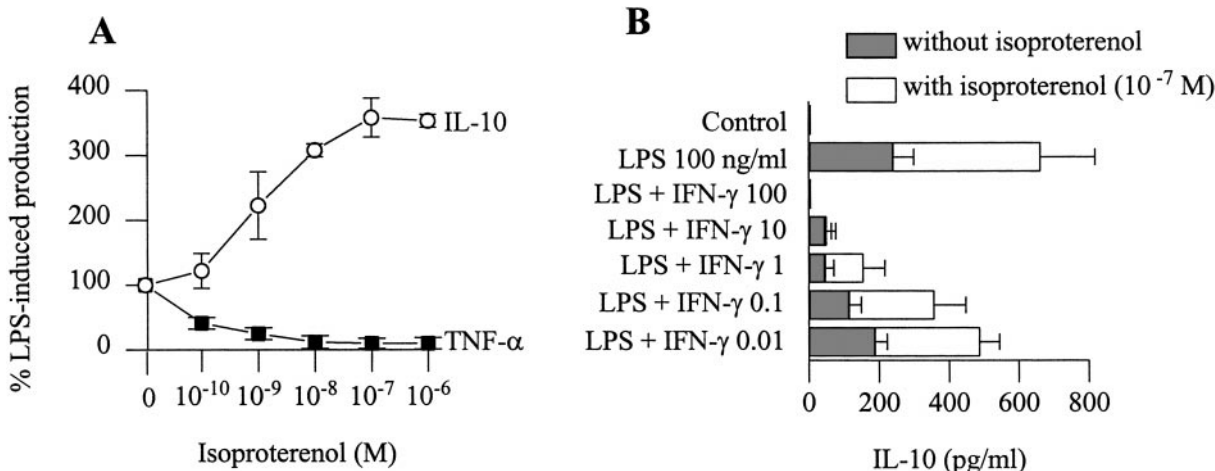 A
% LPS-induced production
400
300
200
100
0
IL-10
TNF-α
0 10⁻¹⁰ 10⁻⁹ 10⁻⁸ 10⁻⁷ 10⁻⁶
Isoproterenol (M)
B
without isoproterenol
with isoproterenol (10⁻⁷ M)
Control
LPS 100 ng/ml
LPS + IFN-γ 100
LPS + IFN-γ 10
LPS + IFN-γ 1
LPS + IFN-γ 0.1
LPS + IFN-γ 0.01
0 200 400 600 800
IL-10 (pg/ml)